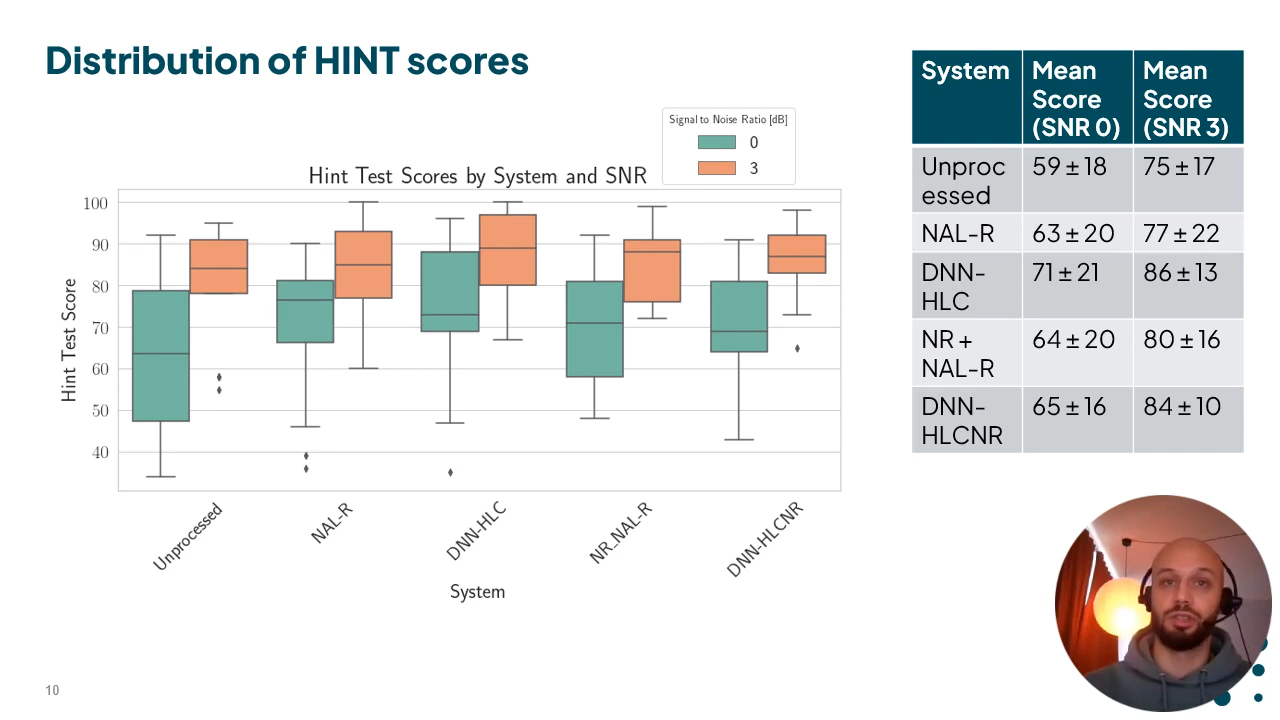 Distribution of HINT scores
Signal to Noise Ratio [dB]
0
3
Hint Test Scores by System and SNR
Hint Test Score
100
90
80
70
60
50
40
Unprocessed
NAL-R
DNN-HLC
NR_NAL-R
DNN-HLCNR
System
System
Mean
Score
(SNR 0)
Mean
Score
(SNR 3)
Unproc
essed
59 ± 18
75 ± 17
NAL-R
63 ± 20
77 ± 22
DNN-
HLC
71 ± 21
86 ± 13
NR +
NAL-R
64 ± 20
80 ± 16
DNN-
HLCNR
65 ± 16
84 ± 10
10